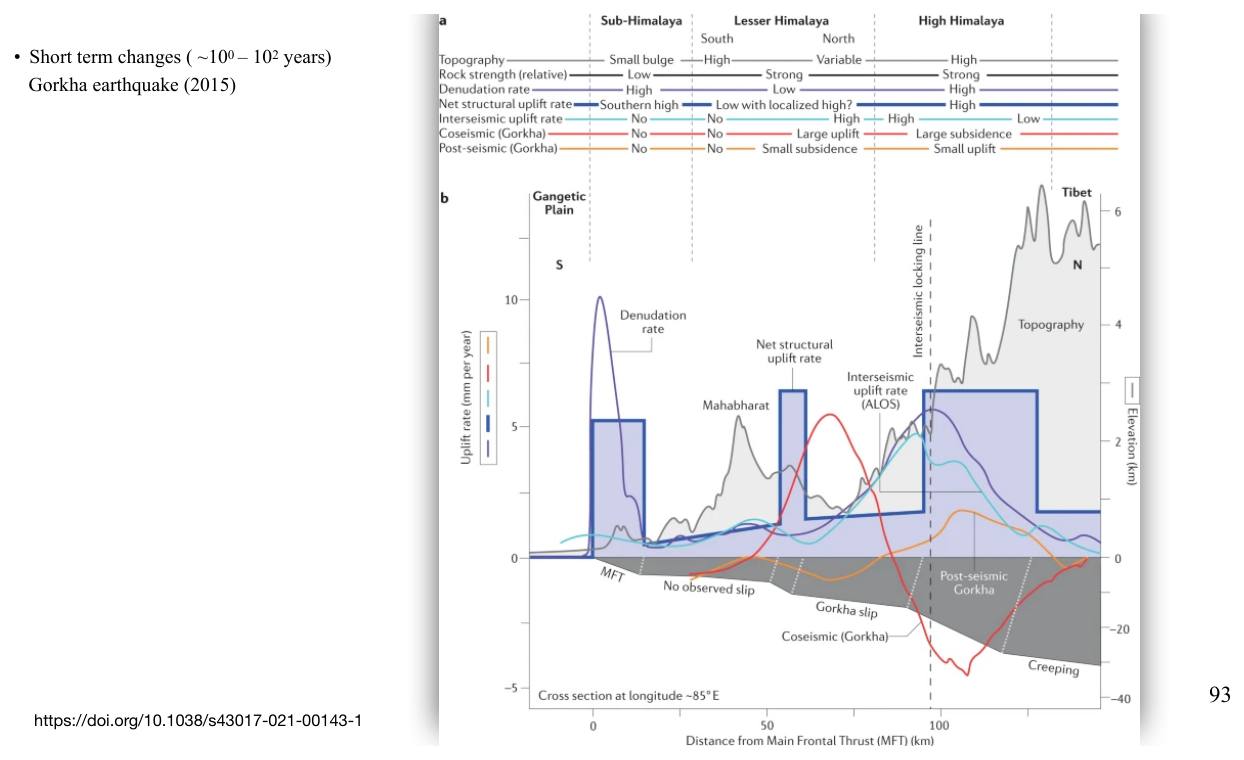 • Short term changes ( ~10⁰ – 10² years)
Gorkha earthquake (2015)
a
Sub-Himalaya Lesser Himalaya High Himalaya
South North
Topography Small bulge High Variable High
Rock strength (relative) Low Strong Strong
Denudation rate High Low High
Net structural uplift rate Southern high Low with localized high? High
Interseismic uplift rate No No High High Low
Coseismic (Gorkha) No No Large uplift Large subsidence
Post-seismic (Gorkha) No No Small subsidence Small uplift
b
Gangetic
Plain
Tibet
S
N
Interseismic locking line
Denudation
rate
Net structural
uplift rate
Interseismic
uplift rate
(ALOS)
Mahabharat
Topography
Uplift rate (mm per year)
10
5
0
−5
6
4
2
0
−20
−40
Elevation (km)
MFT
No observed slip
Gorkha slip
Post-seismic
Gorkha
Coseismic (Gorkha)
Creeping
Cross section at longitude ~85°E
0 50 100
Distance from Main Frontal Thrust (MFT) (km)
https://doi.org/10.1038/s43017-021-00143-1
93